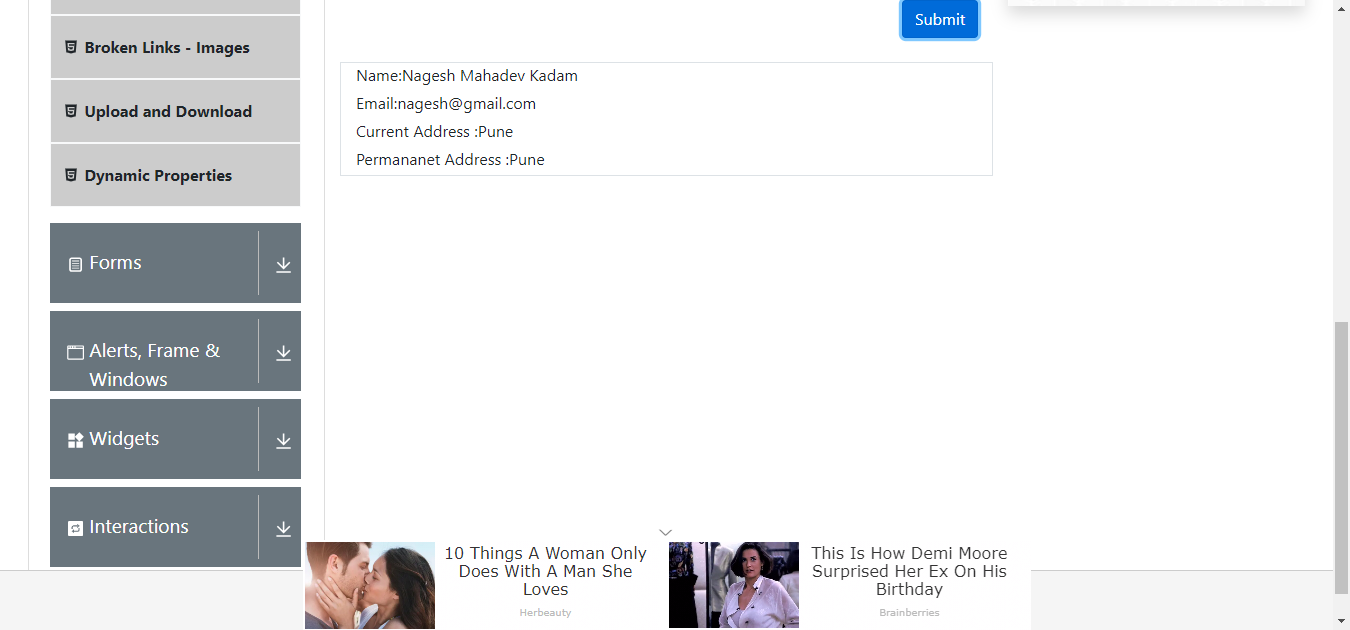 Submit
Broken Links - Images
Upload and Download
Dynamic Properties
Name:Nagesh Mahadev Kadam
Email:nagesh@gmail.com
Current Address :Pune
Permananet Address :Pune
Forms
Alerts, Frame &
Windows
Widgets
Interactions
10 Things A Woman Only
Does With A Man She
Loves
Herbeauty
This Is How Demi Moore
Surprised Her Ex On His
Birthday
Brainberries